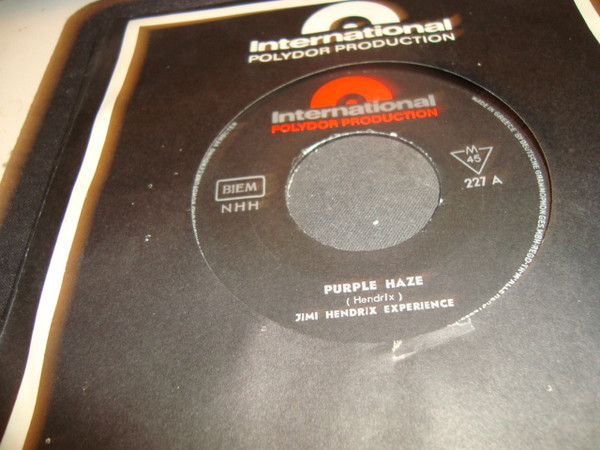 International
POLYDOR PRODUCTION
International
POLYDOR PRODUCTION
MADE IN GREECE
BIEM
NHH
M
45
227 A
PURPLE HAZE
( Hendrix )
JIMI HENDRIX EXPERIENCE